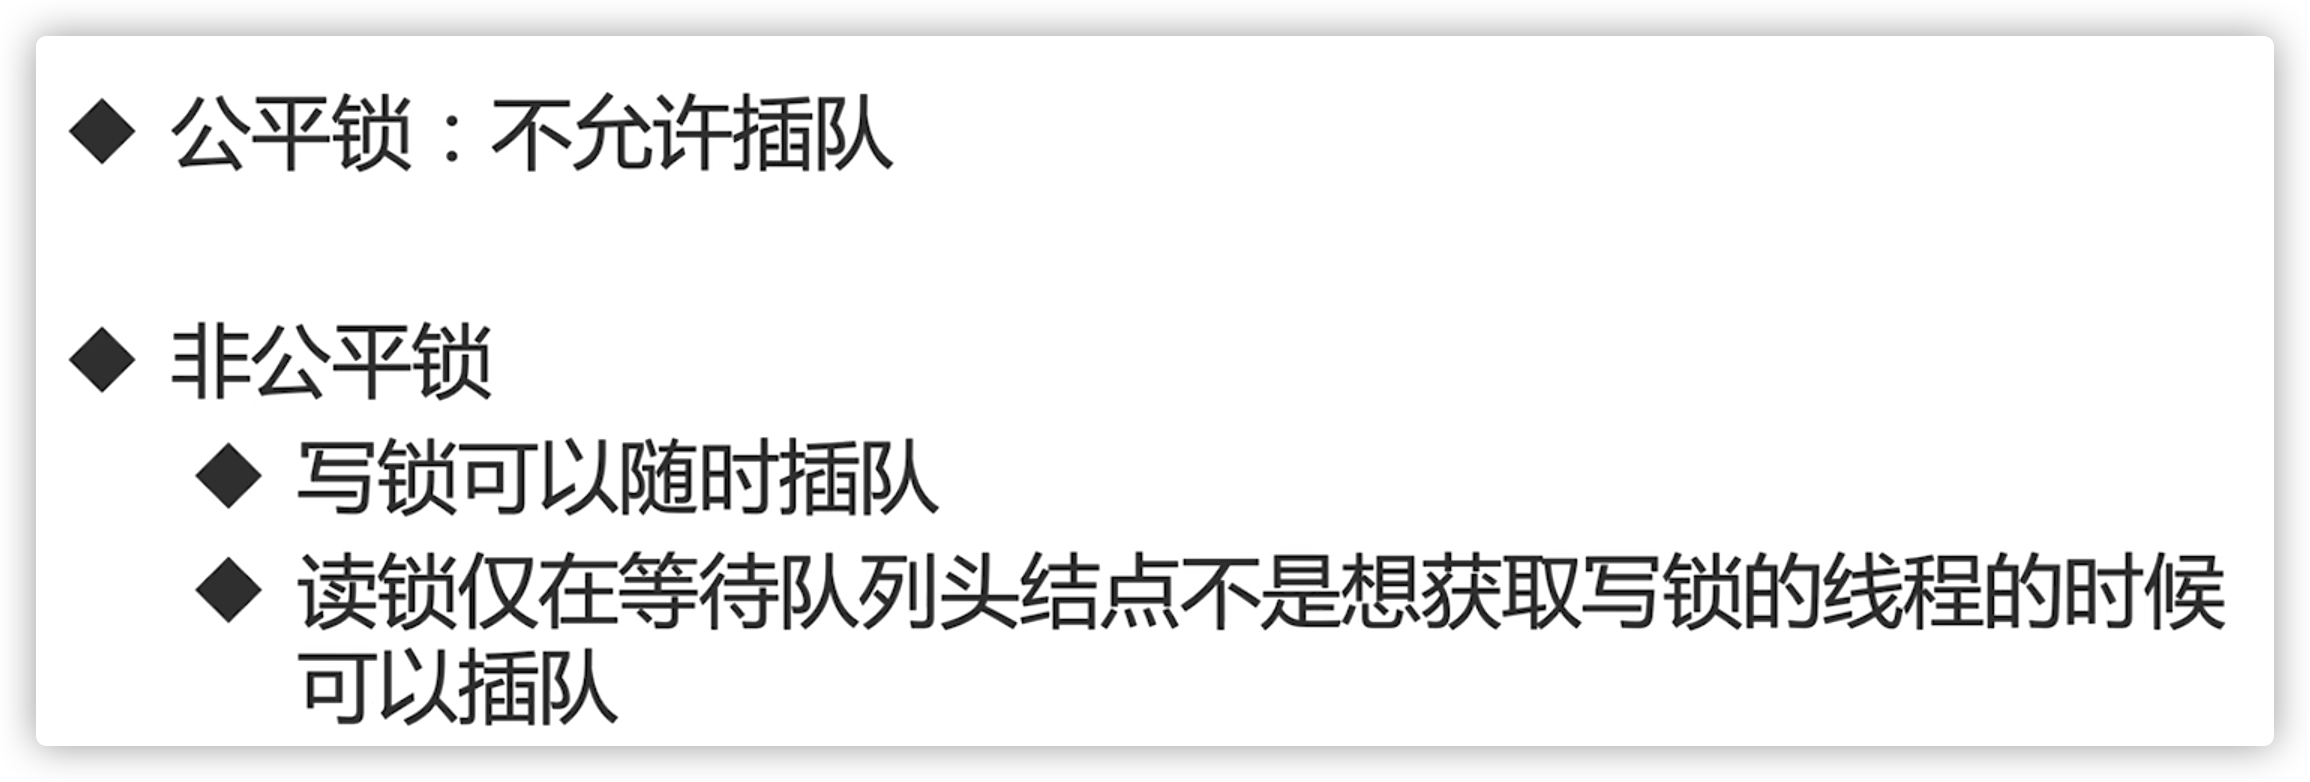 ◆ 公平锁：不允许插队
◆ 非公平锁
◆ 写锁可以随时插队
◆ 读锁仅在等待队列头结点不是想获取写锁的线程的时候
可以插队